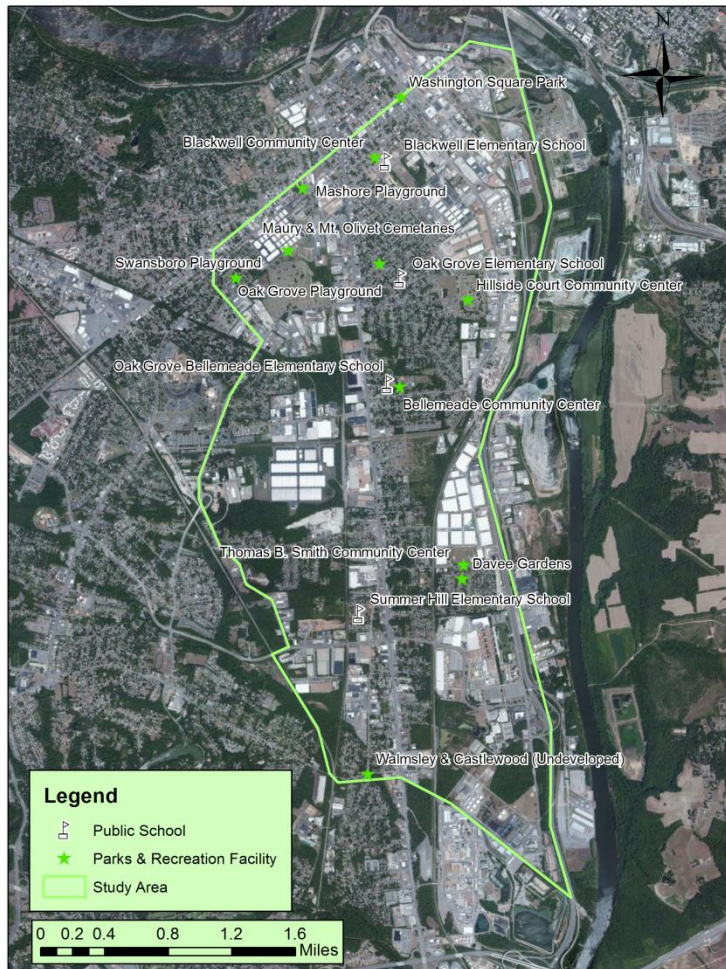 N
Washington Square Park
Blackwell Community Center
Blackwell Elementary School
Mashore Playground
Maury & Mt. Olivet Cemetaries
Swansboro Playground
Oak Grove Elementary School
Oak Grove Playground
Hillside Court Community Center
Oak Grove Bellemeade Elementary School
Bellemeade Community Center
Thomas B. Smith Community Center
Davee Gardens
Summer Hill Elementary School
Walmsley & Castlewood (Undeveloped)
Legend
Public School
Parks & Recreation Facility
Study Area
0 0.2 0.4 0.8 1.2 1.6
Miles